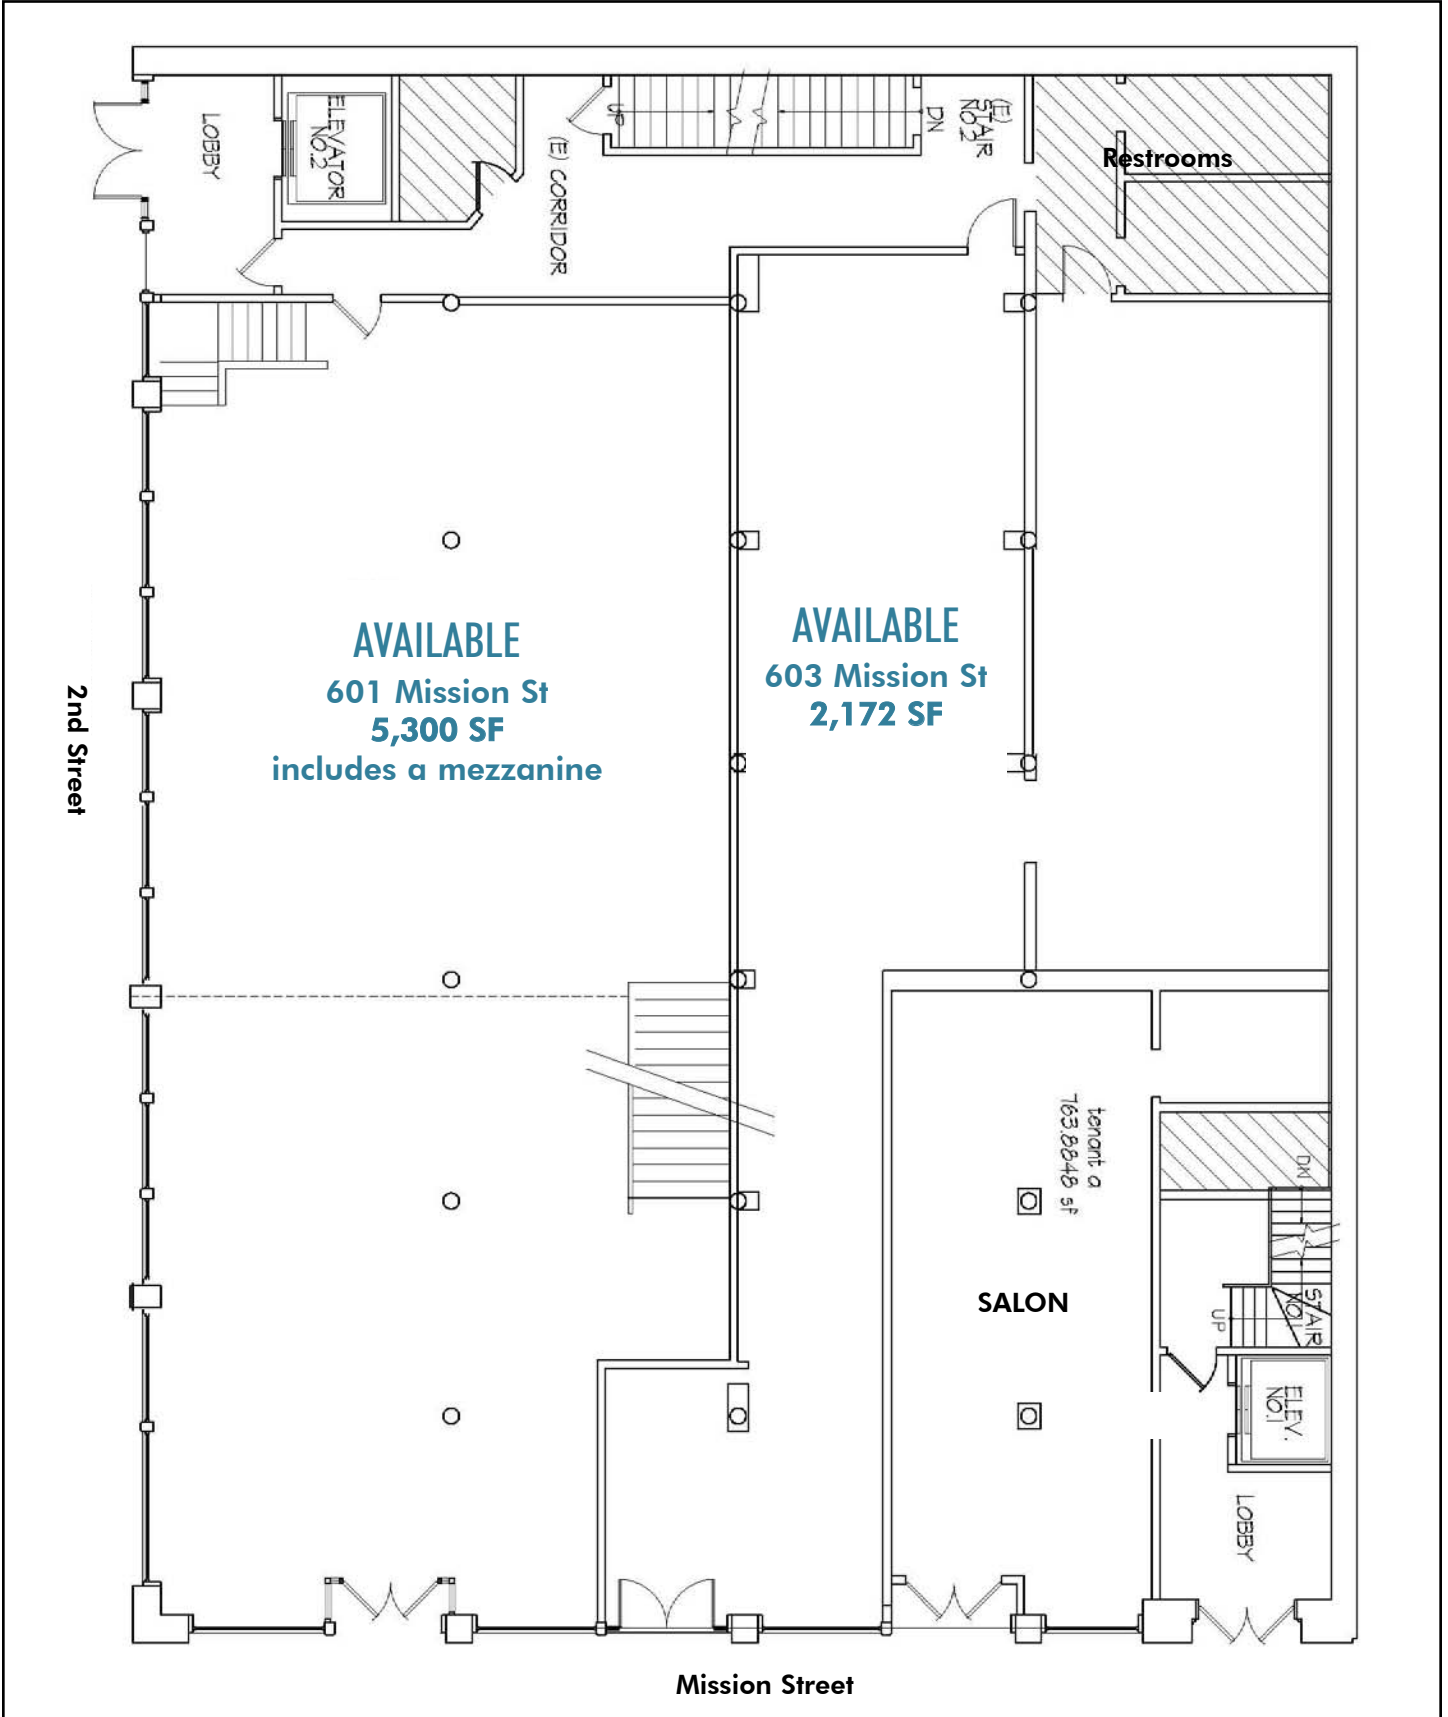 LOBBY
ELEVATOR
NO.2
(E) CORRIDOR
UP
DN
(E)
STAIR
NO.2
Restrooms
AVAILABLE
601 Mission St
5,300 SF
includes a mezzanine
AVAILABLE
603 Mission St
2,172 SF
2nd Street
tenant a
763.8848 sf
DN
STAIR
NO.1
UP
SALON
ELEV.
NO.1
LOBBY
Mission Street